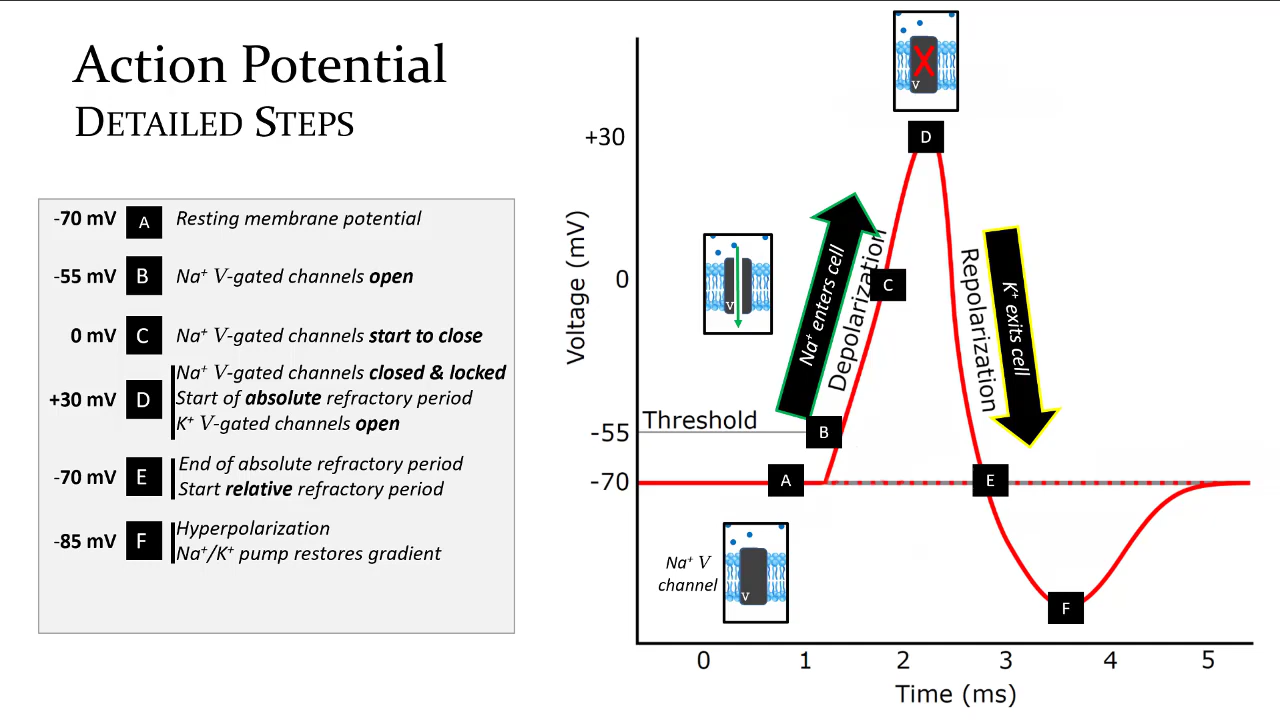 Action Potential
DETAILED STEPS
-70 mV A Resting membrane potential
-55 mV B Na⁺ V-gated channels open
0 mV C Na⁺ V-gated channels start to close
+30 mV D Na⁺ V-gated channels closed & locked
Start of absolute refractory period
K⁺ V-gated channels open
-70 mV E End of absolute refractory period
Start relative refractory period
-85 mV F Hyperpolarization
Na⁺/K⁺ pump restores gradient
Voltage (mV)
+30
0
-55
-70
Threshold
A
B
C
D
E
F
Na⁺ enters cell
Depolarization
Repolarization
K⁺ exits cell
X
V
V
Na⁺ V
channel
V
0 1 2 3 4 5
Time (ms)